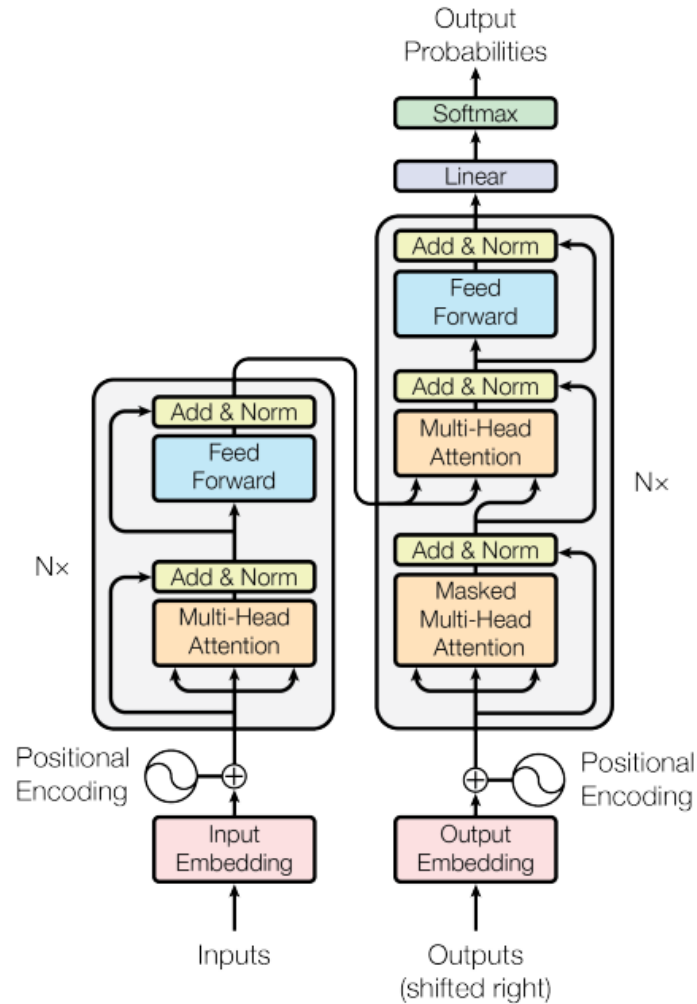 Output
Probabilities
Softmax
Linear
Add & Norm
Feed
Forward
Add & Norm
Multi-Head
Attention
Add & Norm
Masked
Multi-Head
Attention
N×
Add & Norm
Feed
Forward
Add & Norm
Multi-Head
Attention
N×
Positional
Encoding
Positional
Encoding
Input
Embedding
Output
Embedding
Inputs
Outputs
(shifted right)